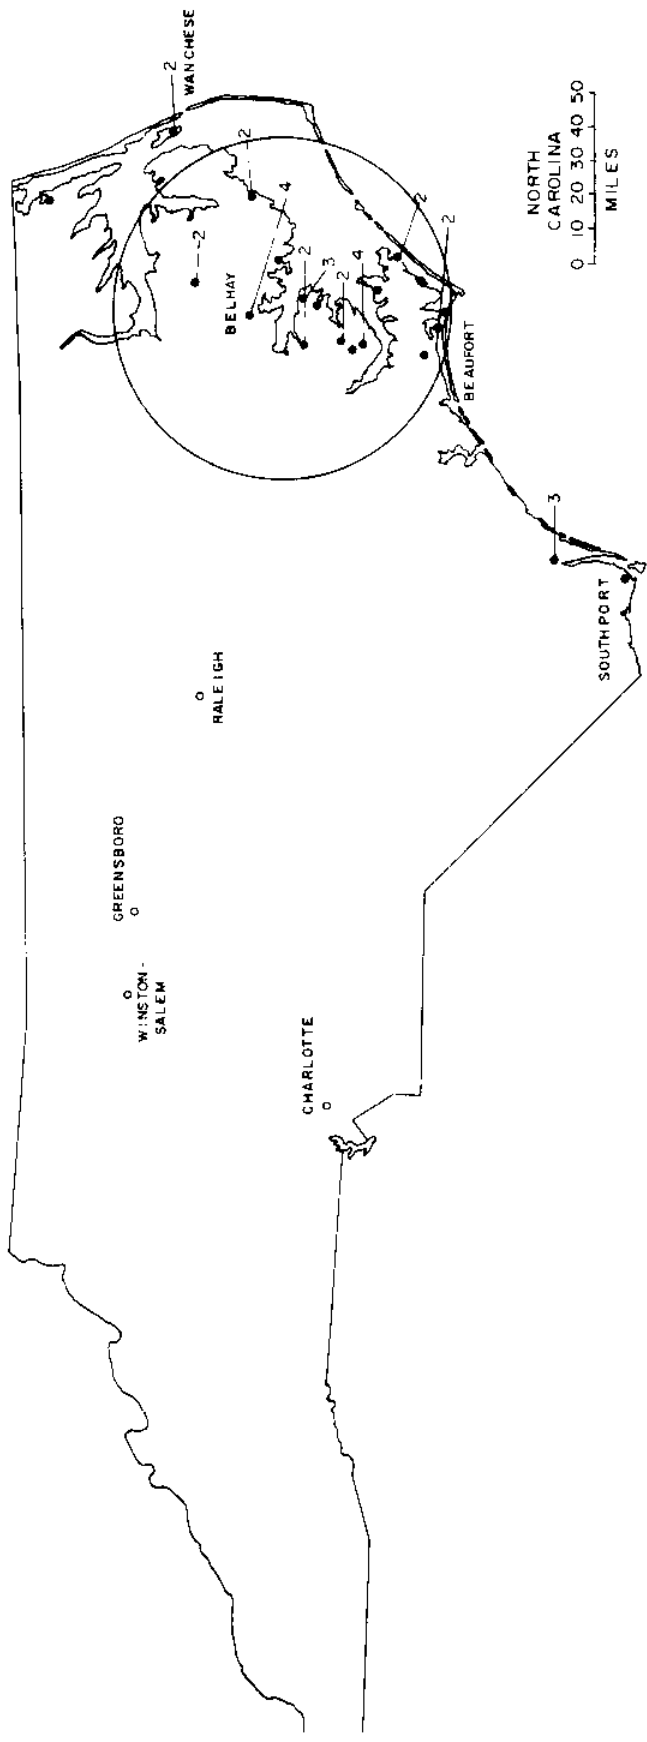 WINSTON-
SALEM
GREENSBORO
RALEIGH
CHARLOTTE
WANCHESE
BELHAY
BEAUFORT
SOUTHPORT
2
2
2
4
2
3
2
4
2
2
3
NORTH
CAROLINA
0 10 20 30 40 50
MILES